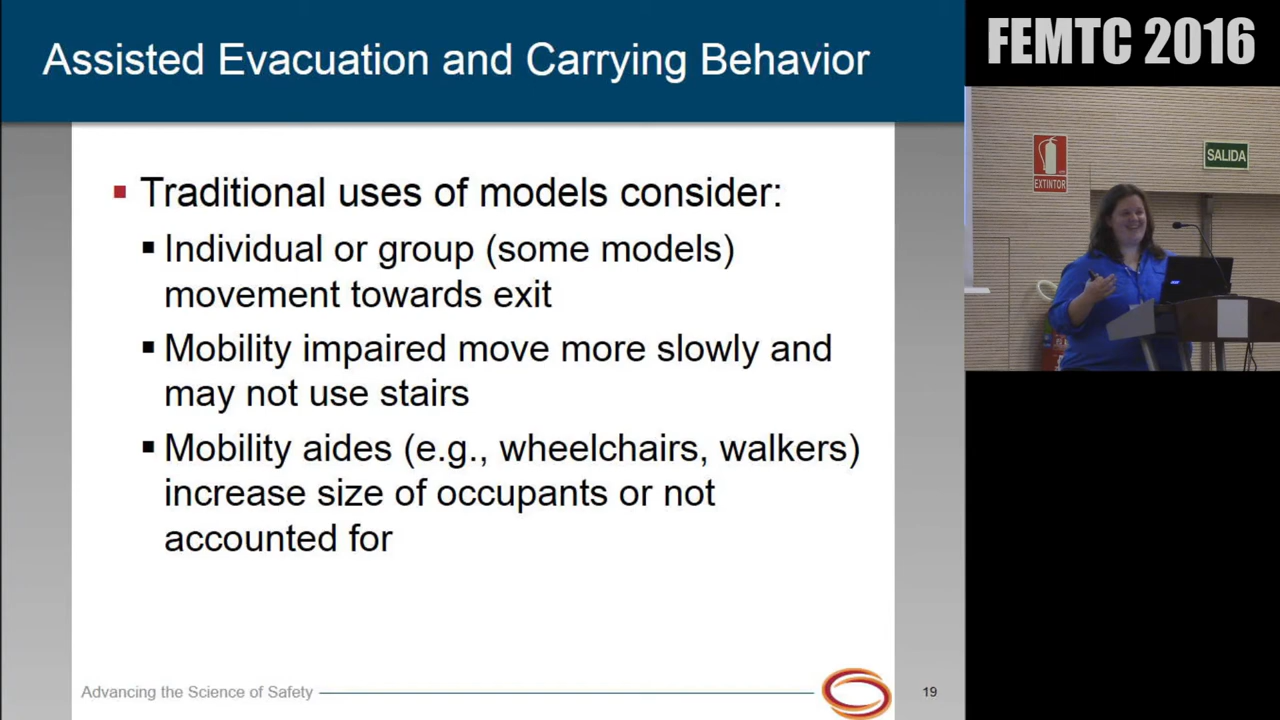 Assisted Evacuation and Carrying Behavior
FEMTC 2016
Traditional uses of models consider:
Individual or group (some models)
movement towards exit
Mobility impaired move more slowly and
may not use stairs
Mobility aides (e.g., wheelchairs, walkers)
increase size of occupants or not
accounted for
Advancing the Science of Safety
19
EXTINTOR
SALIDA